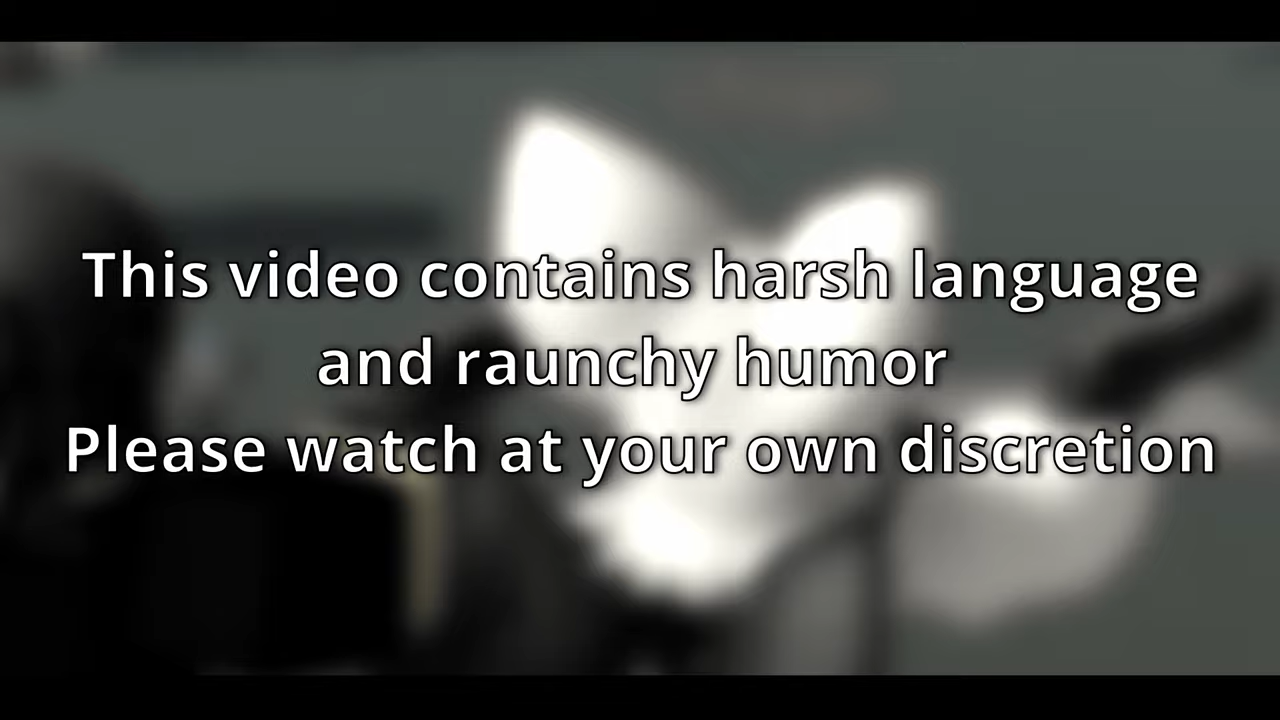 This video contains harsh language
and raunchy humor
Please watch at your own discretion